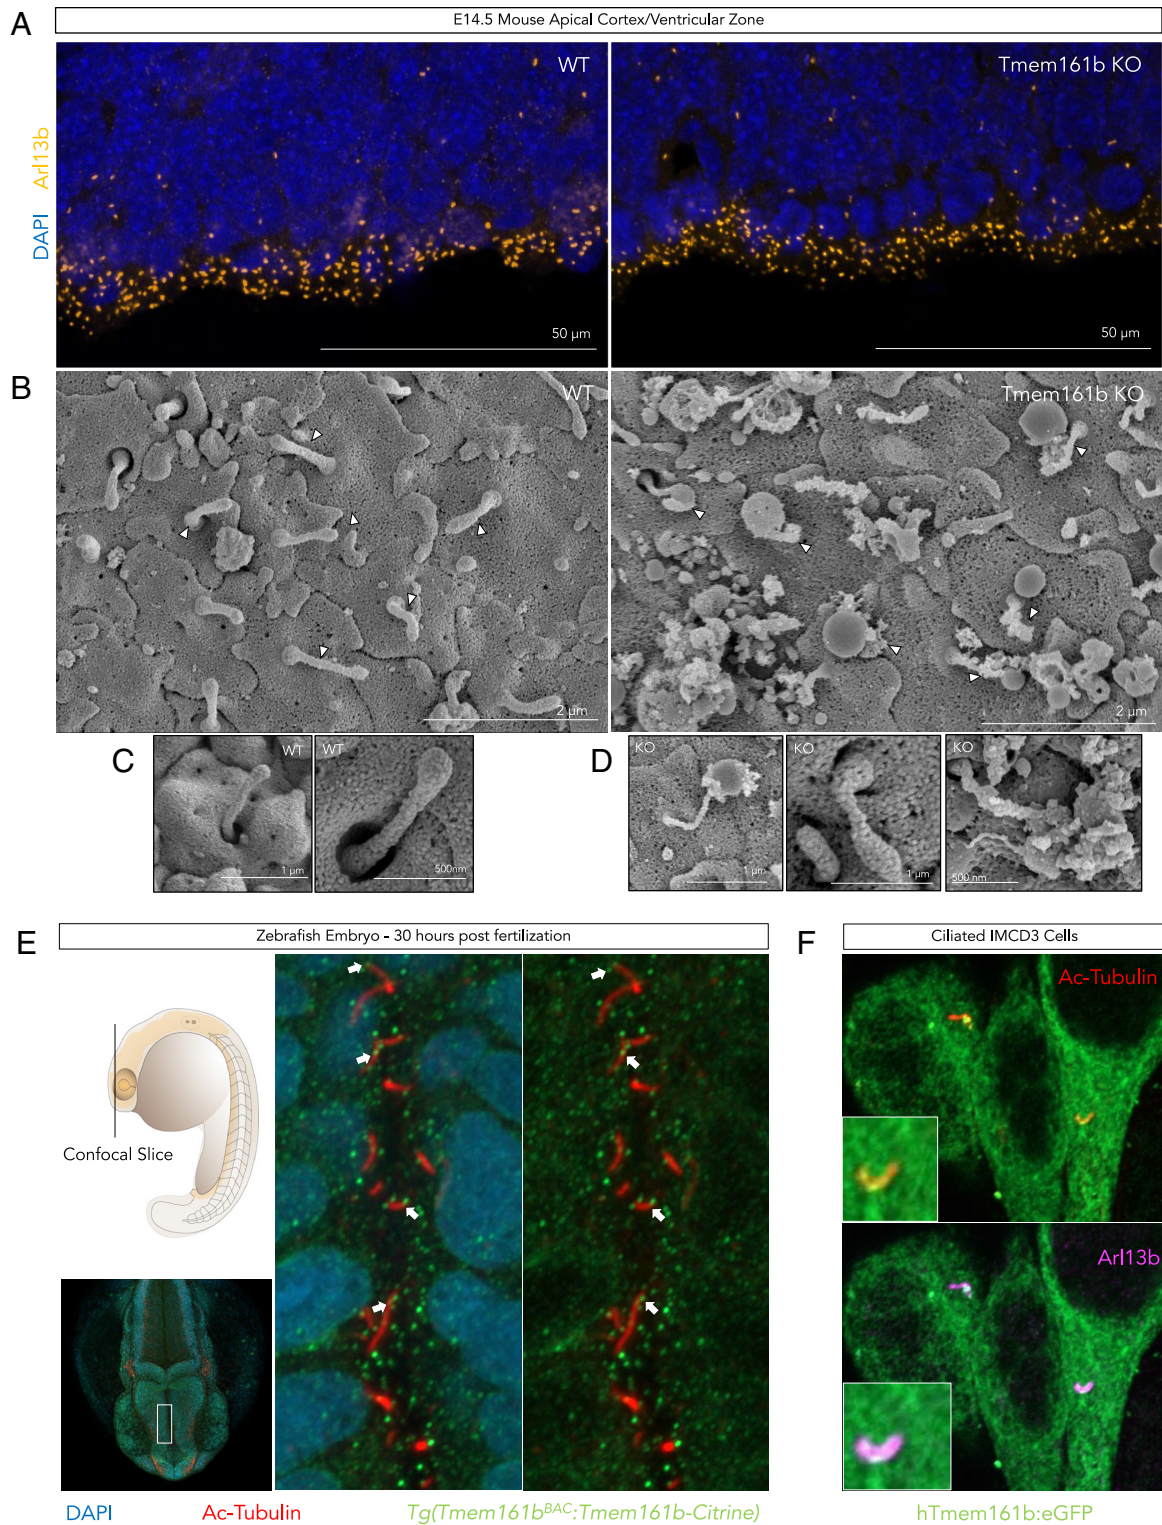 A
E14.5 Mouse Apical Cortex/Ventricular Zone
DAPI Arl13b
WT
50 µm
Tmem161b KO
50 µm
B
WT
2 µm
Tmem161b KO
2 µm
C
WT
1 µm
WT
500nm
D
KO
1 µm
KO
1 µm
KO
500 nm
E
Zebrafish Embryo - 30 hours post fertilization
Confocal Slice
DAPI
Ac-Tubulin
Tg(Tmem161b^BAC:Tmem161b-Citrine)
F
Ciliated IMCD3 Cells
Ac-Tubulin
Arl13b
hTmem161b:eGFP